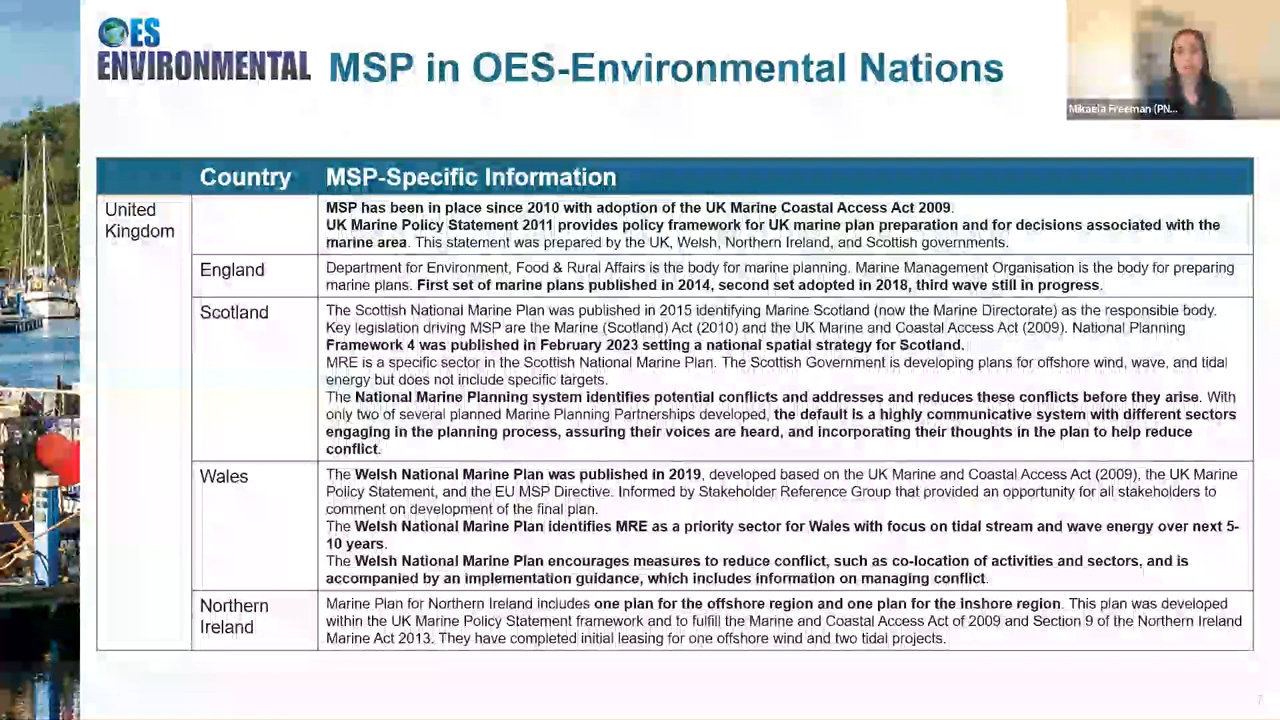 OES
ENVIRONMENTAL
MSP in OES-Environmental Nations
Mikaela Freeman (PN...
Country
MSP-Specific Information
United
Kingdom
MSP has been in place since 2010 with adoption of the UK Marine Coastal Access Act 2009.
UK Marine Policy Statement 2011 provides policy framework for UK marine plan preparation and for decisions associated with the
marine area. This statement was prepared by the UK, Welsh, Northern Ireland, and Scottish governments.
England
Department for Environment, Food & Rural Affairs is the body for marine planning. Marine Management Organisation is the body for preparing
marine plans. First set of marine plans published in 2014, second set adopted in 2018, third wave still in progress.
Scotland
The Scottish National Marine Plan was published in 2015 identifying Marine Scotland (now the Marine Directorate) as the responsible body.
Key legislation driving MSP are the Marine (Scotland) Act (2010) and the UK Marine and Coastal Access Act (2009). National Planning
Framework 4 was published in February 2023 setting a national spatial strategy for Scotland.
MRE is a specific sector in the Scottish National Marine Plan. The Scottish Government is developing plans for offshore wind, wave, and tidal
energy but does not include specific targets.
The National Marine Planning system identifies potential conflicts and addresses and reduces these conflicts before they arise. With
only two of several planned Marine Planning Partnerships developed, the default is a highly communicative system with different sectors
engaging in the planning process, assuring their voices are heard, and incorporating their thoughts in the plan to help reduce
conflict.
Wales
The Welsh National Marine Plan was published in 2019, developed based on the UK Marine and Coastal Access Act (2009), the UK Marine
Policy Statement, and the EU MSP Directive. Informed by Stakeholder Reference Group that provided an opportunity for all stakeholders to
comment on development of the final plan.
The Welsh National Marine Plan identifies MRE as a priority sector for Wales with focus on tidal stream and wave energy over next 5-
10 years.
The Welsh National Marine Plan encourages measures to reduce conflict, such as co-location of activities and sectors, and is
accompanied by an implementation guidance, which includes information on managing conflict.
Northern
Ireland
Marine Plan for Northern Ireland includes one plan for the offshore region and one plan for the inshore region. This plan was developed
within the UK Marine Policy Statement framework and to fulfill the Marine and Coastal Access Act of 2009 and Section 9 of the Northern Ireland
Marine Act 2013. They have completed initial leasing for one offshore wind and two tidal projects.
7